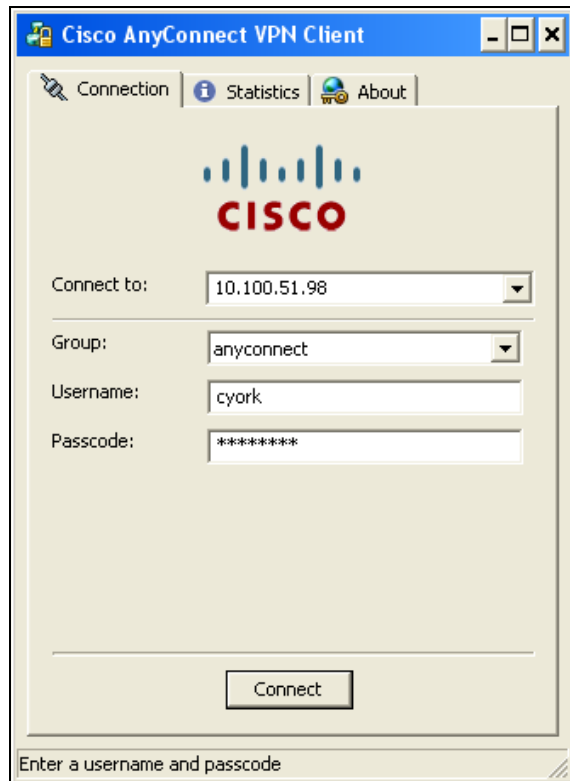 Cisco AnyConnect VPN Client
Connection Statistics About
CISCO
Connect to: 10.100.51.98
Group: anyconnect
Username: cyork
Passcode: ********
Connect
Enter a username and passcode